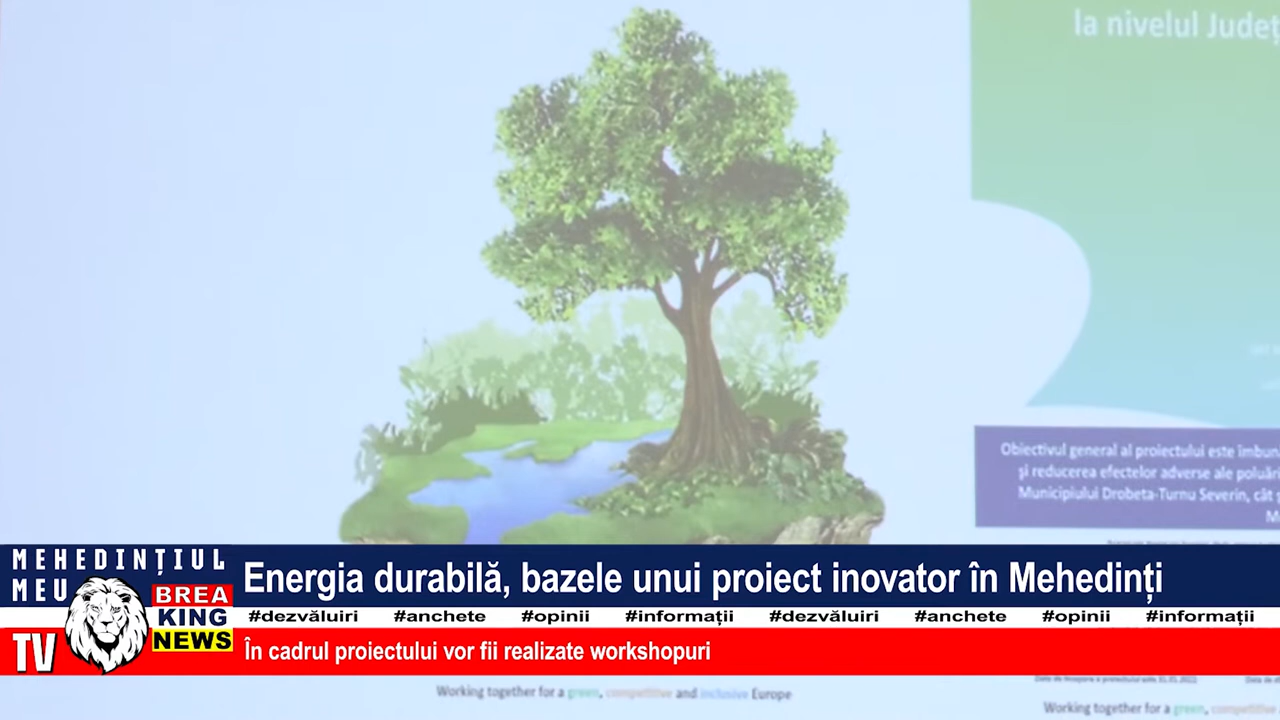 la nivelul Județ
Obiectivul general al proiectului este îmbun
și reducerea efectelor adverse ale poluări
Municipiului Drobeta-Turnu Severin, cât ș
M
MEHEDINȚIUL
MEU
TV
BREA
KING
NEWS
Energia durabilă, bazele unui proiect inovator în Mehedinți
#dezvăluiri #anchete #opinii #informații #dezvăluiri #anchete #opinii #informații
În cadrul proiectului vor fii realizate workshopuri
Working together for a green, competitive and inclusive Europe
Working together for a green, competitive